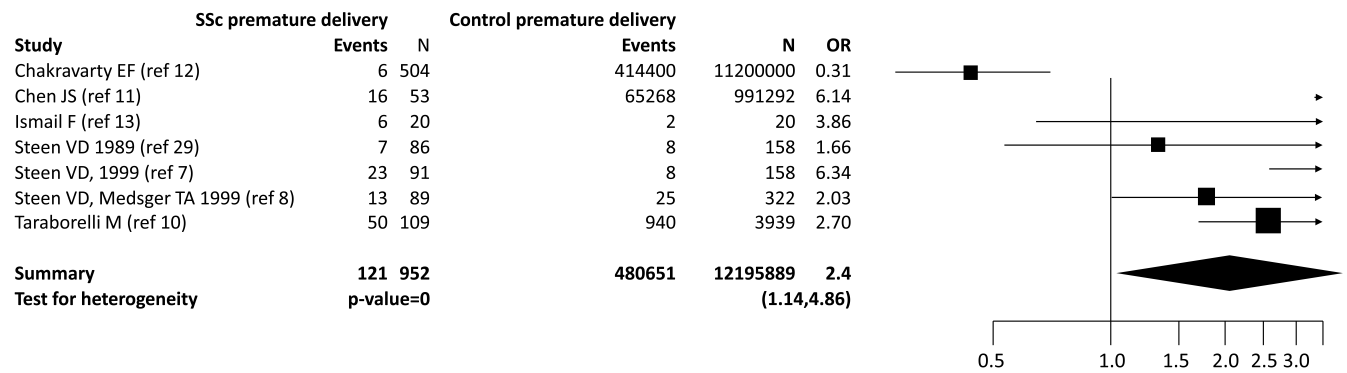 SSc premature delivery Control premature delivery
Study Events N Events N OR
Chakravarty EF (ref 12) 6 504 414400 11200000 0.31
Chen JS (ref 11) 16 53 65268 991292 6.14
Ismail F (ref 13) 6 20 2 20 3.86
Steen VD 1989 (ref 29) 7 86 8 158 1.66
Steen VD, 1999 (ref 7) 23 91 8 158 6.34
Steen VD, Medsger TA 1999 (ref 8) 13 89 25 322 2.03
Taraborelli M (ref 10) 50 109 940 3939 2.70
Summary 121 952 480651 12195889 2.4
Test for heterogeneity p-value=0 (1.14,4.86)
0.5 1.0 1.5 2.0 2.5 3.0